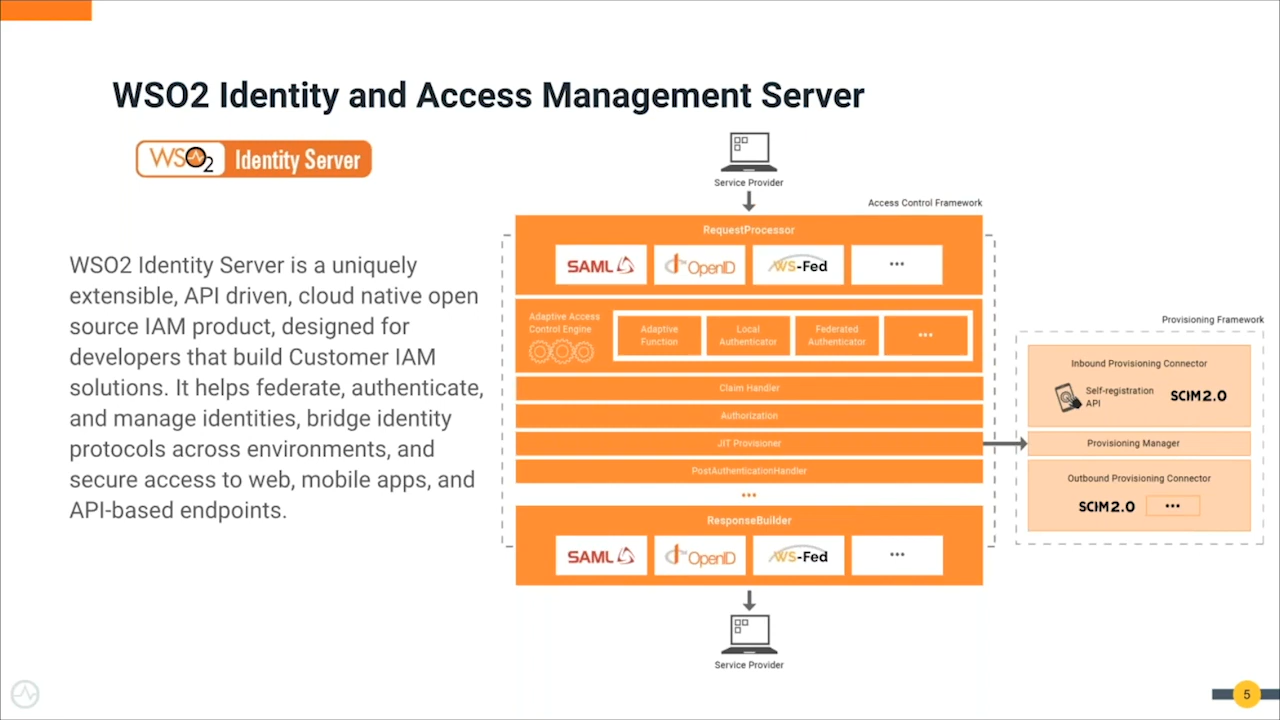 WSO2 Identity and Access Management Server
WSO2 Identity Server
WSO2 Identity Server is a uniquely
extensible, API driven, cloud native open
source IAM product, designed for
developers that build Customer IAM
solutions. It helps federate, authenticate,
and manage identities, bridge identity
protocols across environments, and
secure access to web, mobile apps, and
API-based endpoints.
Service Provider
Access Control Framework
RequestProcessor
SAML
OpenID
WS-Fed
•••
Adaptive Access
Control Engine
Adaptive
Function
Local
Authenticator
Federated
Authenticator
•••
Claim Handler
Authorization
JIT Provisioner
PostAuthenticationHandler
•••
ResponseBuilder
SAML
OpenID
WS-Fed
•••
Service Provider
Provisioning Framework
Inbound Provisioning Connector
Self-registration
API
SCIM2.0
Provisioning Manager
Outbound Provisioning Connector
SCIM2.0
•••
5